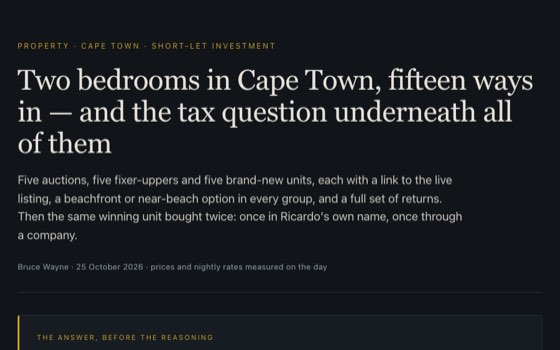 PROPERTY · CAPE TOWN · SHORT-LET INVESTMENT
Two bedrooms in Cape Town, fifteen ways
in — and the tax question underneath all
of them
Five auctions, five fixer-uppers and five brand-new units, each with a link to the live
listing, a beachfront or near-beach option in every group, and a full set of returns.
Then the same winning unit bought twice: once in Ricardo's own name, once through
a company.
Bruce Wayne · 25 October 2026 · prices and nightly rates measured on the day
THE ANSWER, BEFORE THE REASONING